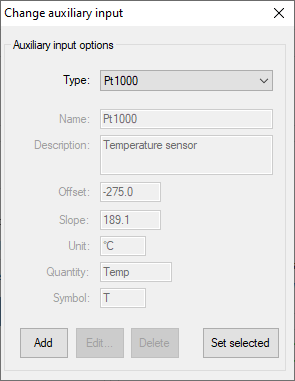 Change auxiliary input
Auxiliary input options
Type: Pt1000
Name: Pt1000
Description: Temperature sensor
Offset: -275.0
Slope: 189.1
Unit: °C
Quantity: Temp
Symbol: T
Add Edit... Delete Set selected